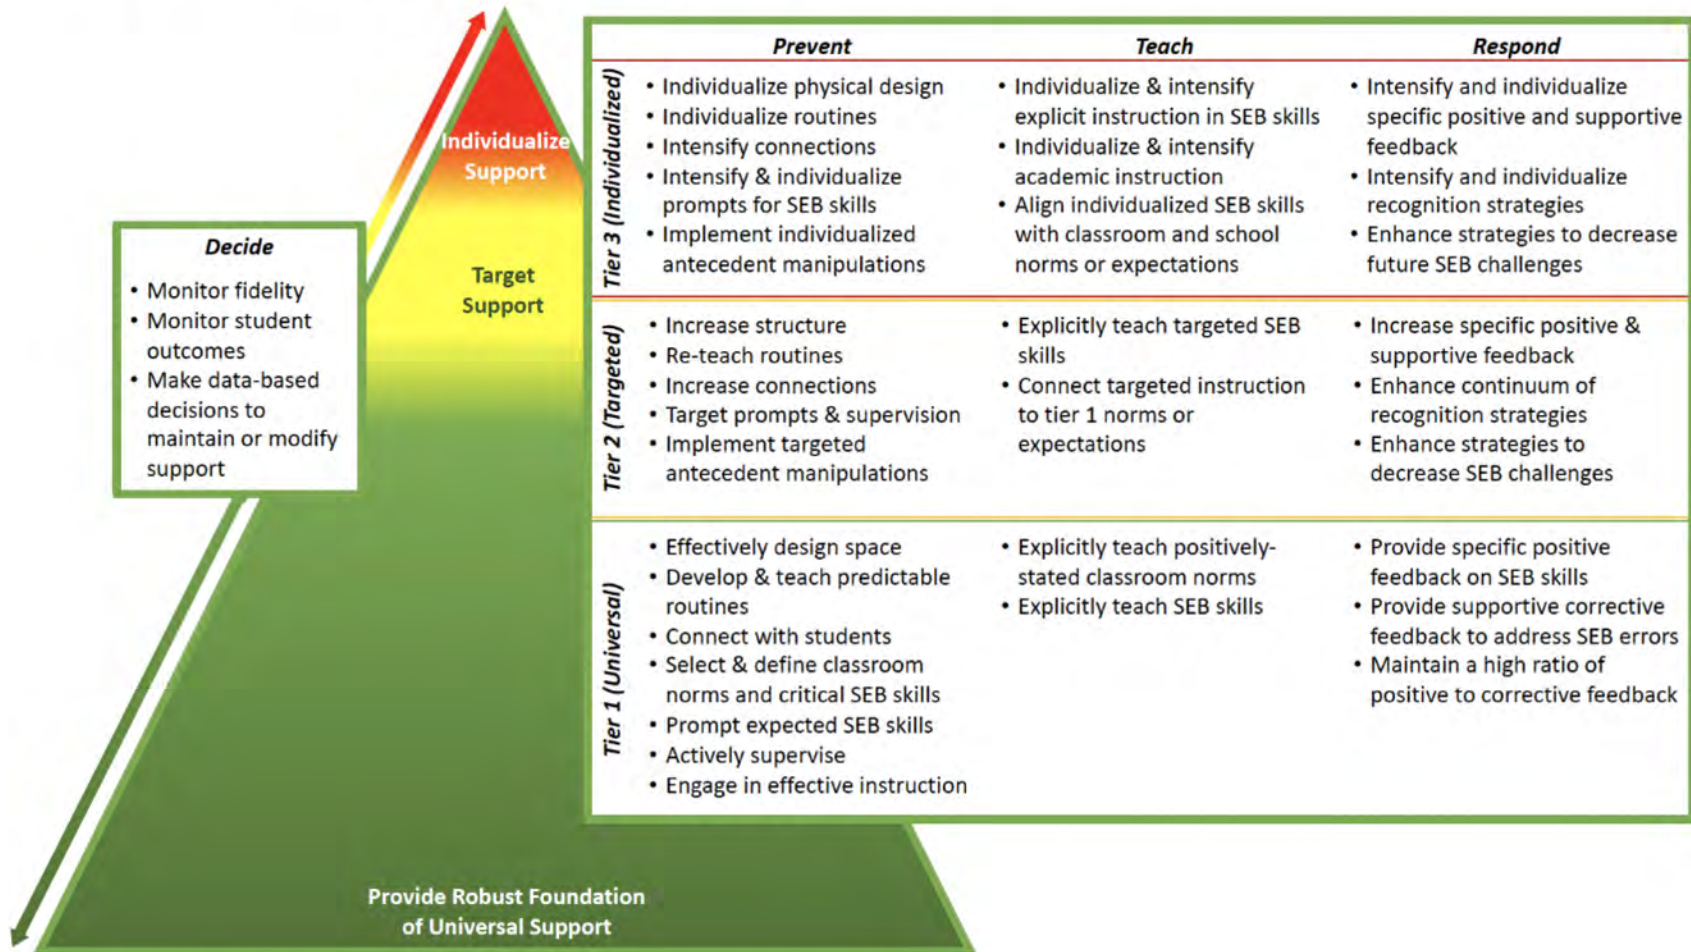 Individualize
Support
Target
Support
Provide Robust Foundation
of Universal Support
Decide
• Monitor fidelity
• Monitor student
outcomes
• Make data-based
decisions to
maintain or modify
support
Prevent
Teach
Respond
Tier 3 (Individualized)
• Individualize physical design
• Individualize routines
• Intensify connections
• Intensify & individualize
prompts for SEB skills
• Implement individualized
antecedent manipulations
• Individualize & intensify
explicit instruction in SEB skills
• Individualize & intensify
academic instruction
• Align individualized SEB skills
with classroom and school
norms or expectations
• Intensify and individualize
specific positive and supportive
feedback
• Intensify and individualize
recognition strategies
• Enhance strategies to decrease
future SEB challenges
Tier 2 (Targeted)
• Increase structure
• Re-teach routines
• Increase connections
• Target prompts & supervision
• Implement targeted
antecedent manipulations
• Explicitly teach targeted SEB
skills
• Connect targeted instruction
to tier 1 norms or
expectations
• Increase specific positive &
supportive feedback
• Enhance continuum of
recognition strategies
• Enhance strategies to
decrease SEB challenges
Tier 1 (Universal)
• Effectively design space
• Develop & teach predictable
routines
• Connect with students
• Select & define classroom
norms and critical SEB skills
• Prompt expected SEB skills
• Actively supervise
• Engage in effective instruction
• Explicitly teach positively-
stated classroom norms
• Explicitly teach SEB skills
• Provide specific positive
feedback on SEB skills
• Provide supportive corrective
feedback to address SEB errors
• Maintain a high ratio of
positive to corrective feedback